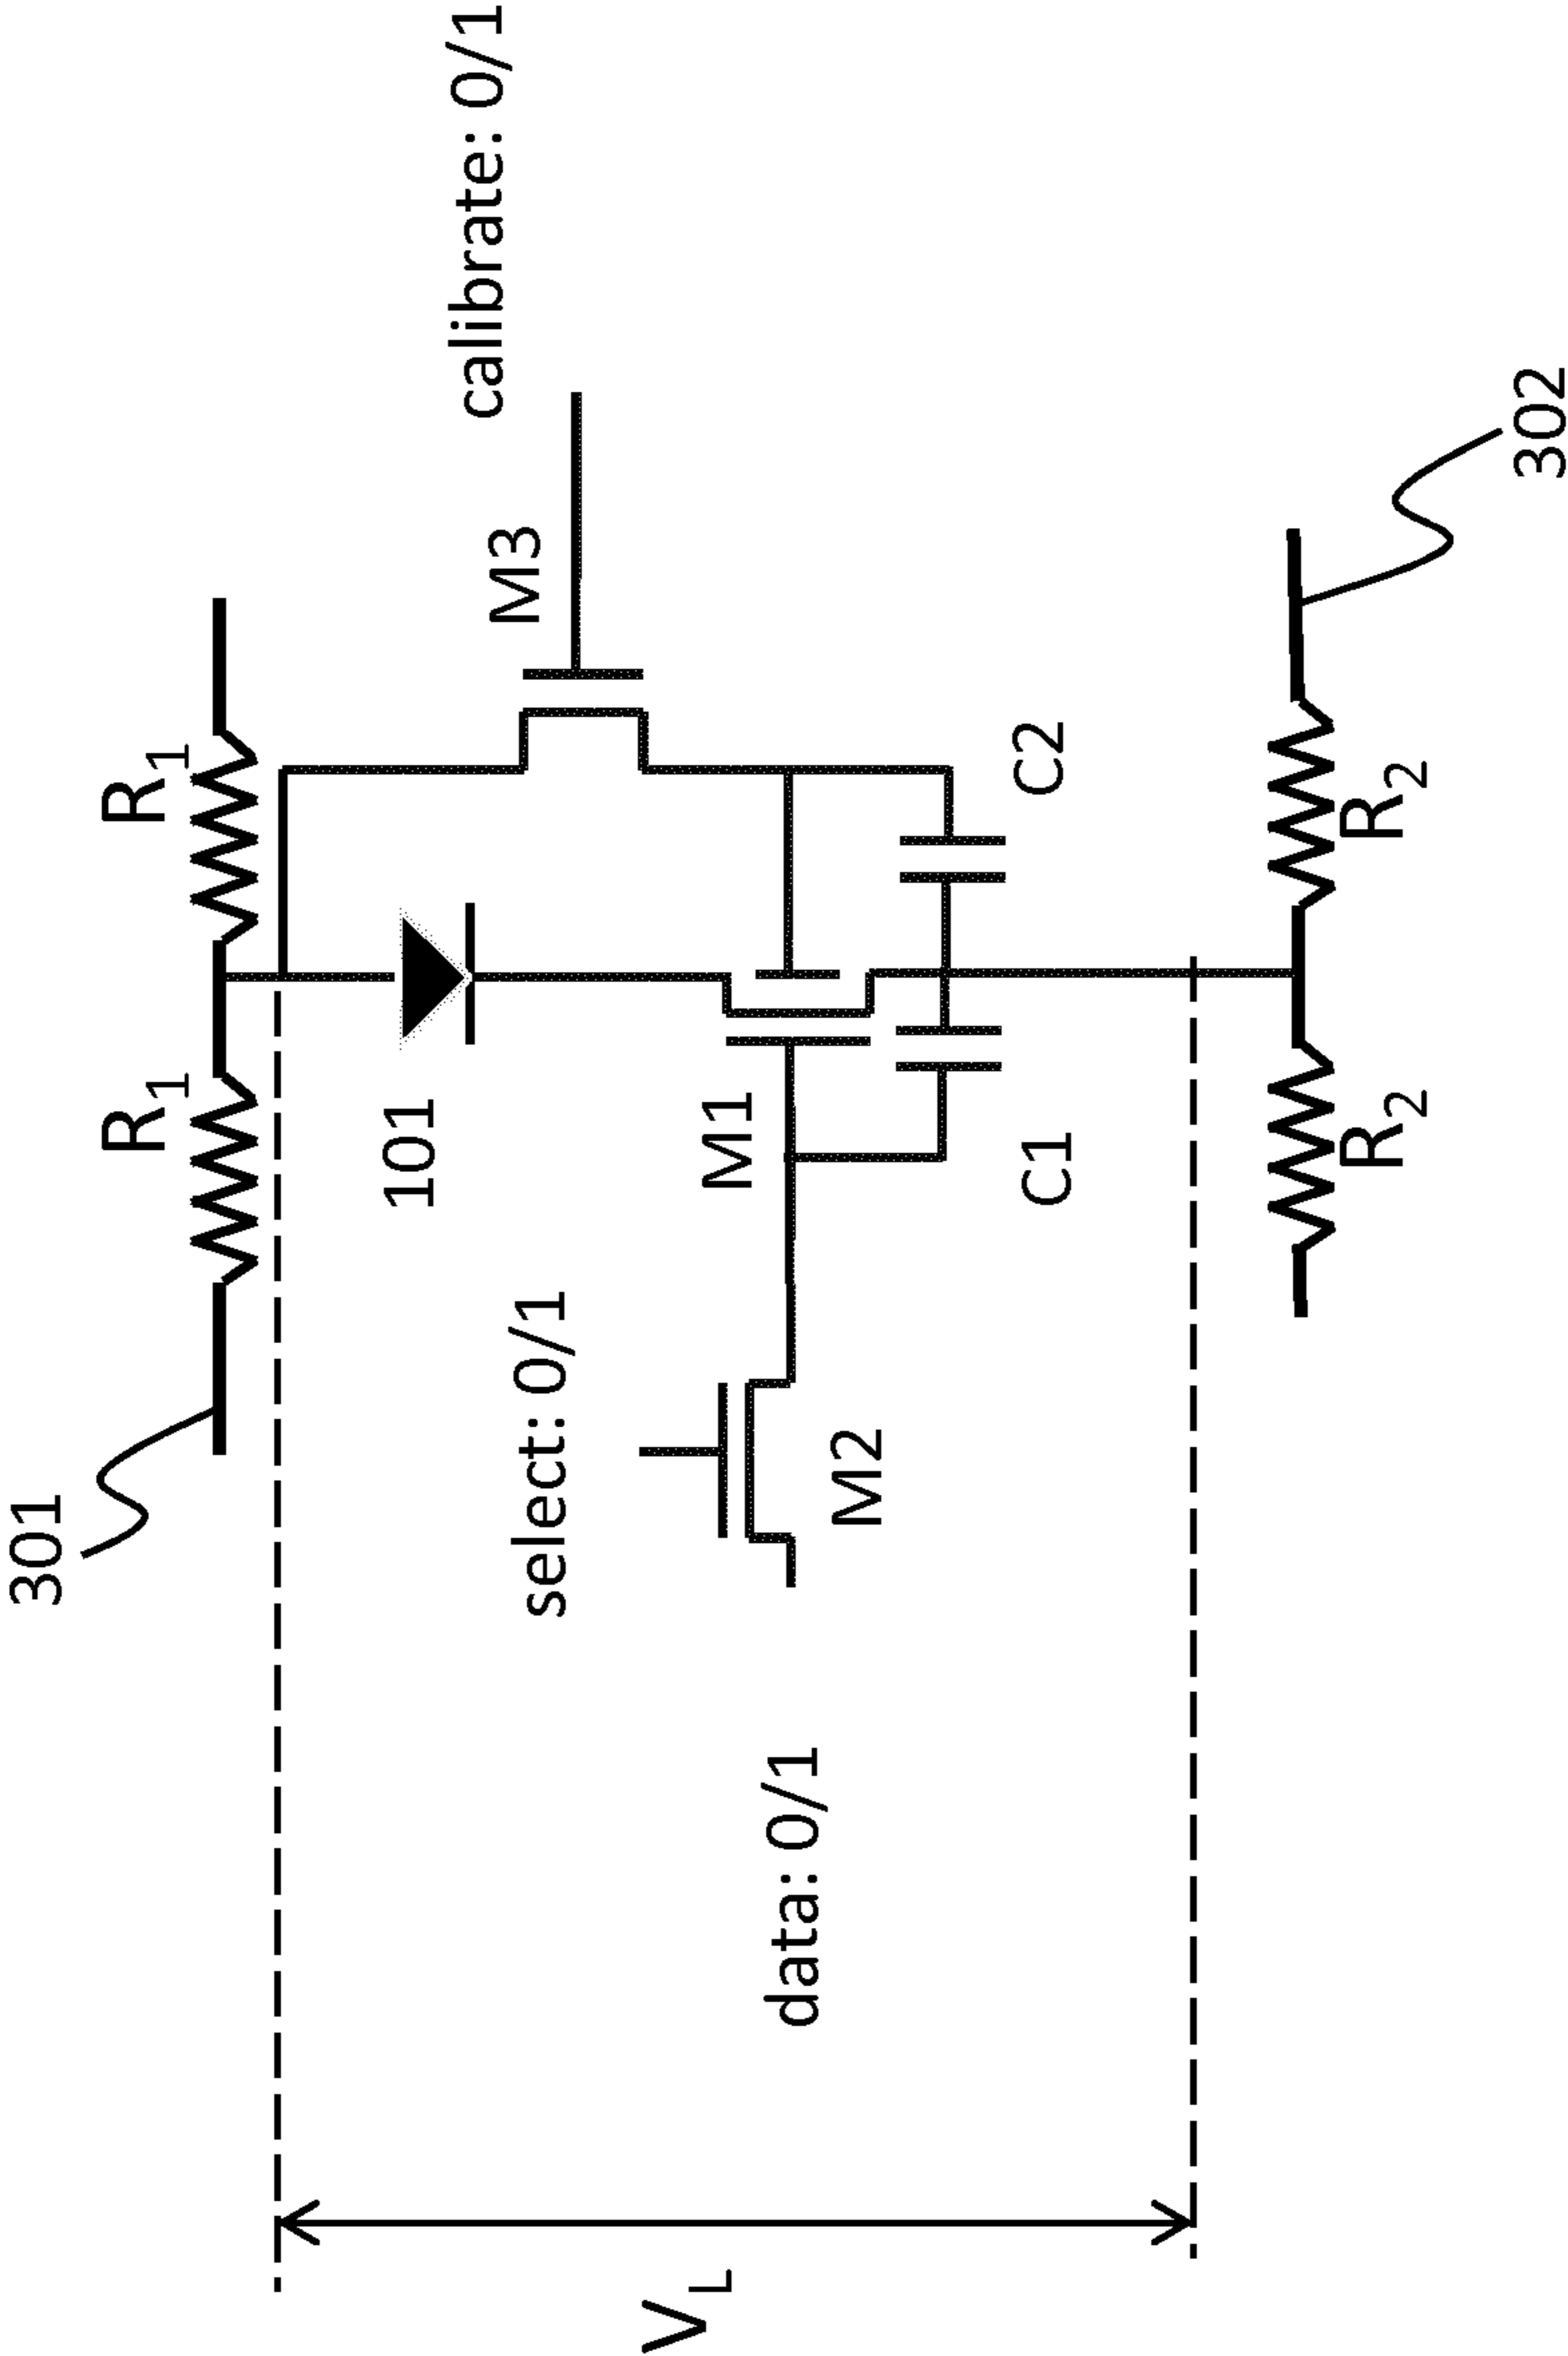 301
R1
R1
calibrate: 0/1
101
M3
select: 0/1
M1
VL
data: 0/1
M2
C1
C2
R2
R2
302